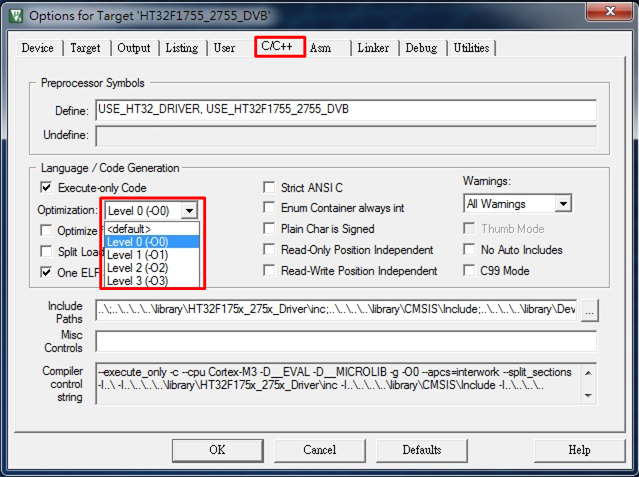 Options for Target 'HT32F1755_2755_DVB'
Device | Target | Output | Listing | User | C/C++ | Asm | Linker | Debug | Utilities
Preprocessor Symbols
Define: USE_HT32_DRIVER, USE_HT32F1755_2755_DVB
Undefine:
Language / Code Generation
Execute-only Code
Optimization: Level 0 (-O0)
<default>
Level 0 (-O0)
Level 1 (-O1)
Level 2 (-O2)
Level 3 (-O3)
Optimize
Split Load
One ELF
Strict ANSI C
Enum Container always int
Plain Char is Signed
Read-Only Position Independent
Read-Write Position Independent
Warnings:
All Warnings
Thumb Mode
No Auto Includes
C99 Mode
Include
Paths
..\;..\..\..\..\library\HT32F175x_275x_Driver\inc;..\..\..\..\library\CMSIS\Include;..\..\..\..\library\Dev
...
Misc
Controls
Compiler
control
string
--execute_only -c --cpu Cortex-M3 -D__EVAL -D__MICROLIB -g -O0 --apcs=interwork --split_sections
-I..\ -I..\..\..\..\library\HT32F175x_275x_Driver\inc -I..\..\..\..\library\CMSIS\Include -I..\..\..\..
OK
Cancel
Defaults
Help